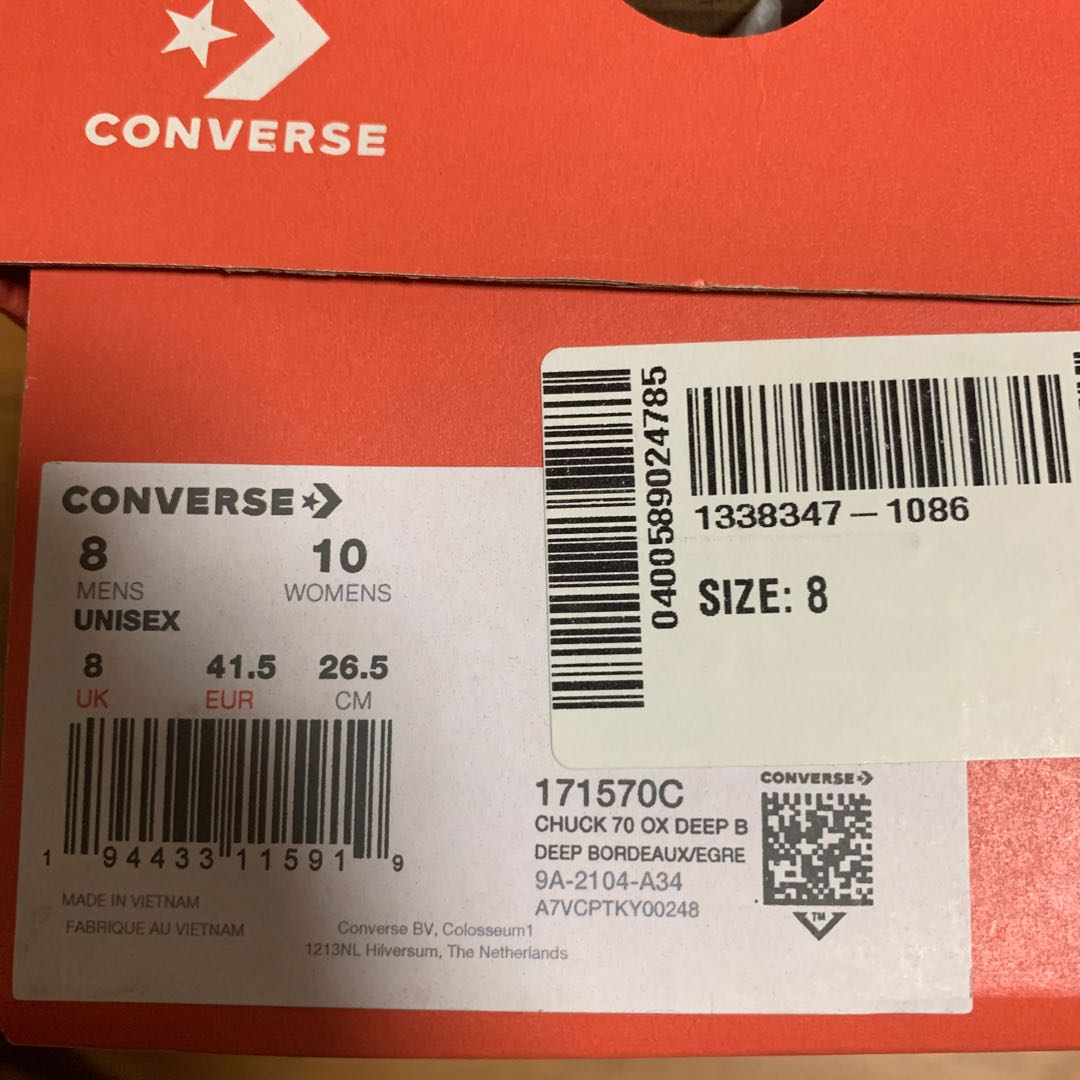 CONVERSE
CONVERSE
8 10
MENS WOMENS
UNISEX
8 41.5 26.5
UK EUR CM
1 94433 11591 9
MADE IN VIETNAM
FABRIQUE AU VIETNAM
Converse BV, Colosseum1
1213NL Hilversum, The Netherlands
0400589024785
1338347-1086
SIZE: 8
CONVERSE
171570C
CHUCK 70 OX DEEP B
DEEP BORDEAUX/EGRE
9A-2104-A34
A7VCPTKY00248
TM